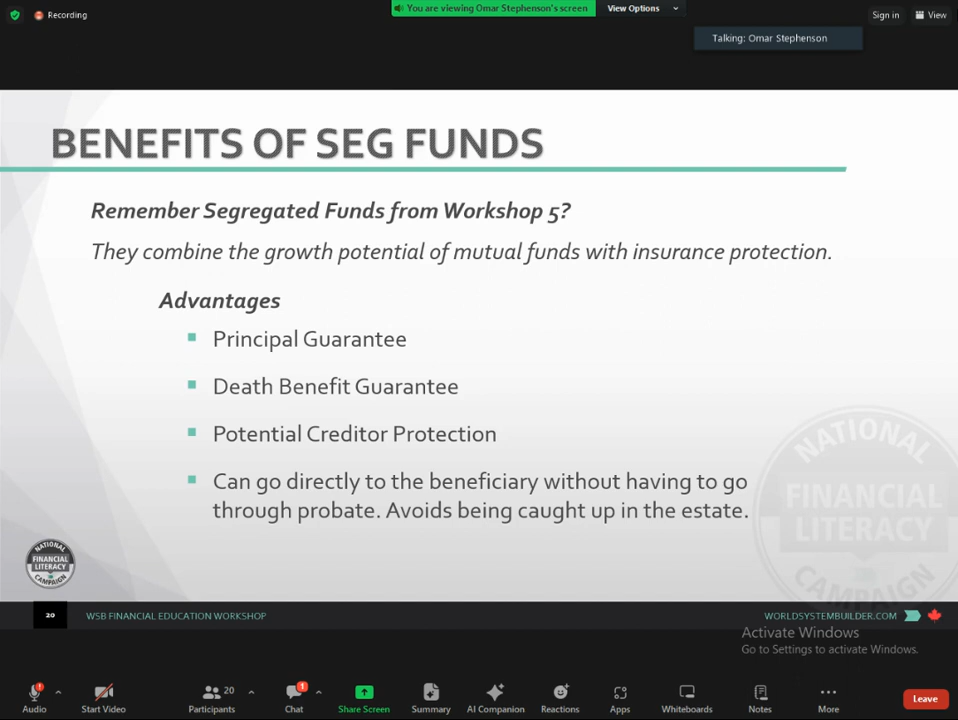 Recording
You are viewing Omar Stephenson's screen
View Options
Sign in
View
Talking: Omar Stephenson
BENEFITS OF SEG FUNDS
Remember Segregated Funds from Workshop 5?
They combine the growth potential of mutual funds with insurance protection.
Advantages
Principal Guarantee
Death Benefit Guarantee
Potential Creditor Protection
Can go directly to the beneficiary without having to go
through probate. Avoids being caught up in the estate.
NATIONAL
FINANCIAL
LITERACY
CAMPAIGN
NATIONAL
FINANCIAL
LITERACY
CAMPAIGN
20
WSB FINANCIAL EDUCATION WORKSHOP
WORLDSYSTEMBUILDER.COM
Activate Windows
Go to Settings to activate Windows.
20
1
Audio
Start Video
Participants
Chat
Share Screen
Summary
AI Companion
Reactions
Apps
Whiteboards
Notes
More
Leave